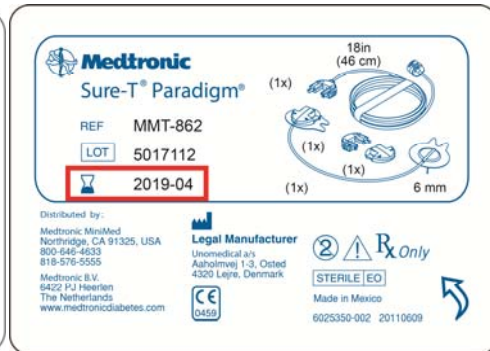 Medtronic
Sure-T® Paradigm®
REF MMT-862
LOT 5017112
2019-04
18in
(46 cm)
(1x)
(1x)
(1x)
(1x)
6 mm
Distributed by:
Medtronic MiniMed
Northridge, CA 91325, USA
800-646-4633
818-576-5555
Medtronic B.V.
6422 PJ Heerlen
The Netherlands
www.medtronicdiabetes.com
Legal Manufacturer
Unomedical a/s
Aaholmvej 1-3, Osted
4320 Lejre, Denmark
CE
0459
2
Rx Only
STERILE EO
Made in Mexico
6025350-002 20110609